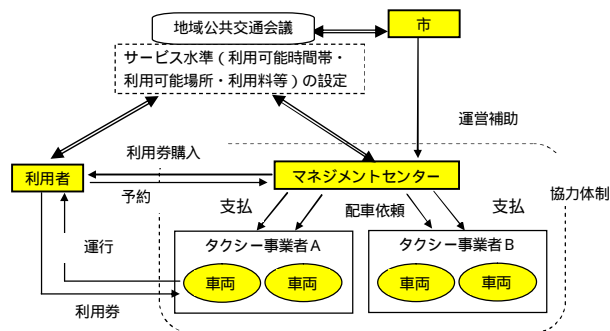 地域公共交通会議
市
サービス水準（利用可能時間帯・
利用可能場所・利用料等）の設定
運営補助
利用券購入
マネジメントセンター
利用者
予約
協力体制
支払
配車依頼
支払
運行
タクシー事業者A
タクシー事業者B
車両
車両
車両
車両
利用券